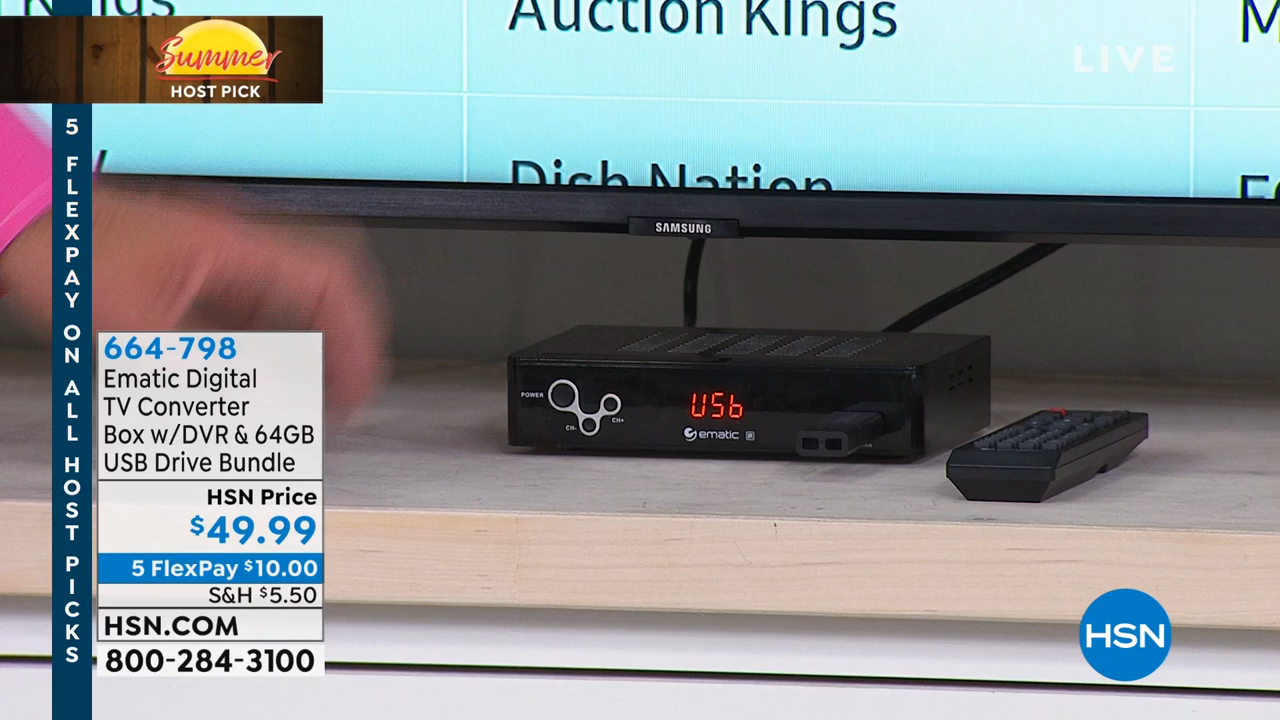 Auction Kings
Dish Nation
LIVE
Summer
HOST PICK
5 FLEXPAY ON ALL HOST PICKS
SAMSUNG
POWER
CH-
CH+
USb
ematic
664-798
Ematic Digital
TV Converter
Box w/DVR & 64GB
USB Drive Bundle
HSN Price
$49.99
5 FlexPay $10.00
S&H $5.50
HSN.COM
800-284-3100
HSN